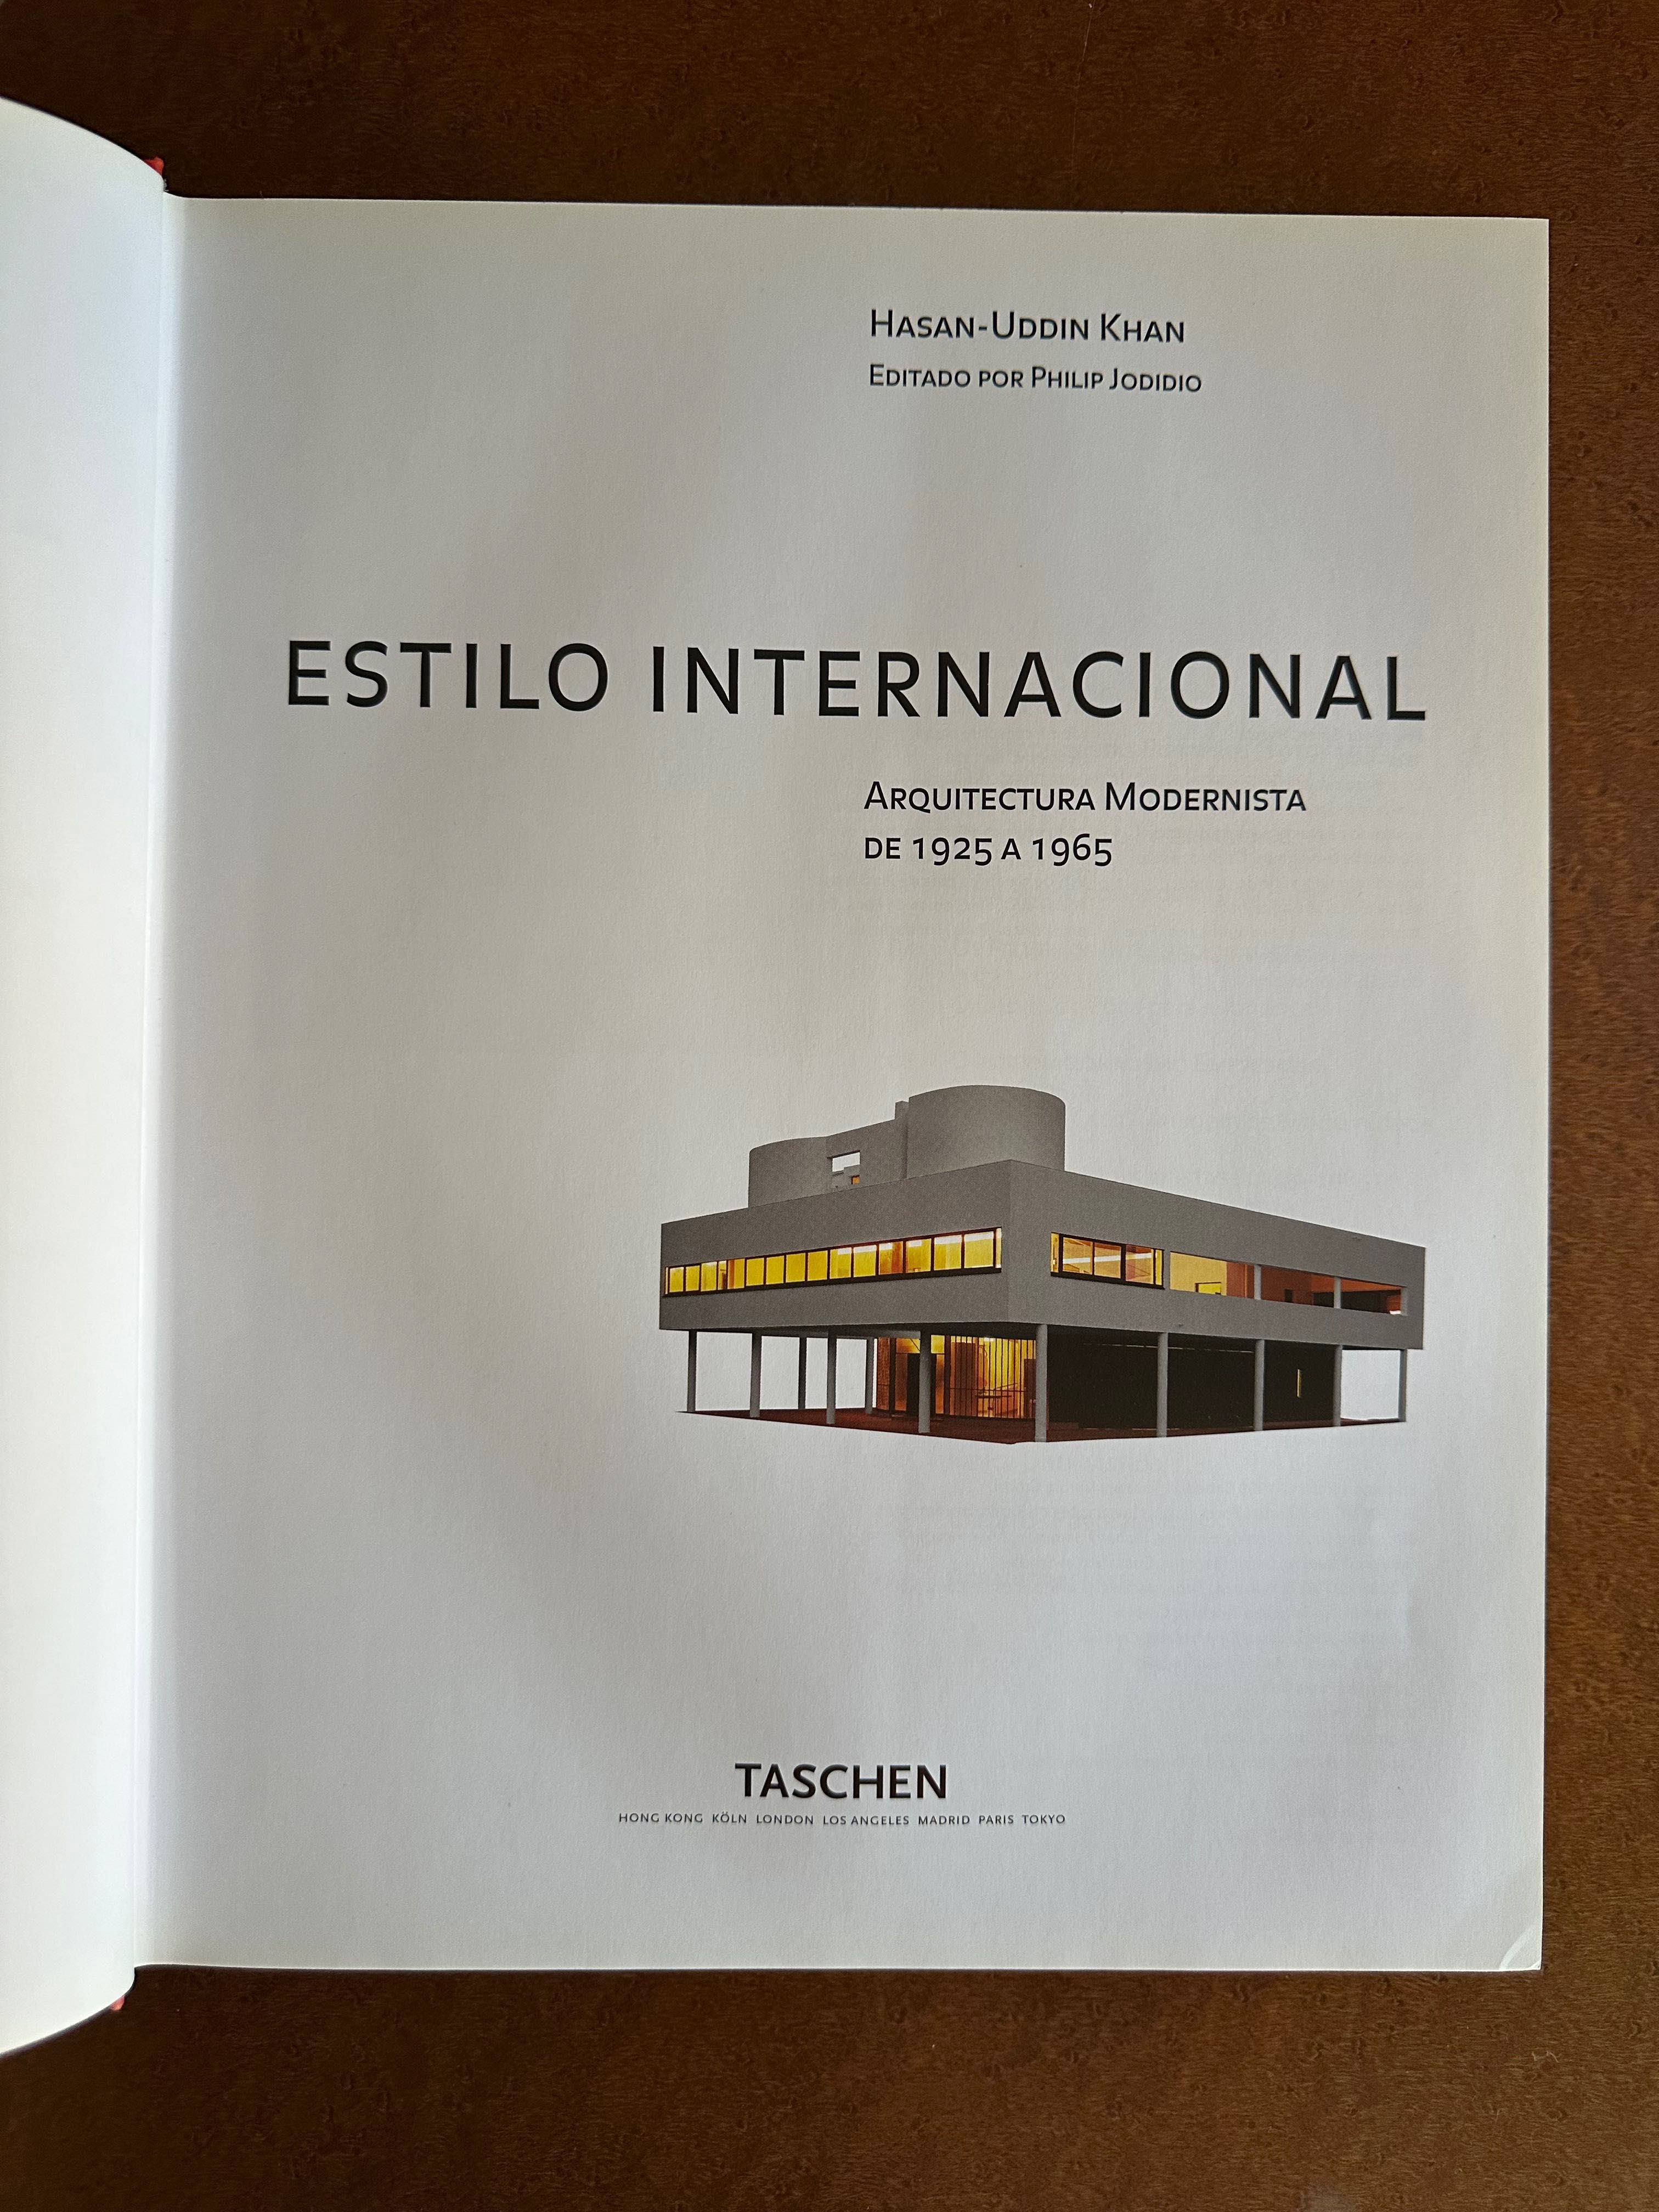 Hasan-Uddin Khan
Editado por Philip Jodidio
ESTILO INTERNACIONAL
Arquitectura Modernista
de 1925 a 1965
TASCHEN
HONG KONG KÖLN LONDON LOS ANGELES MADRID PARIS TOKYO